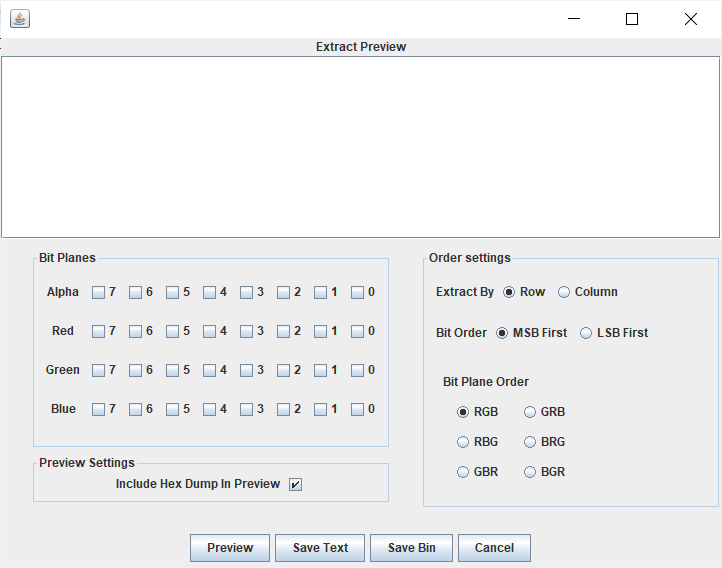 Extract Preview
Bit Planes
Alpha 7 6 5 4 3 2 1 0
Red 7 6 5 4 3 2 1 0
Green 7 6 5 4 3 2 1 0
Blue 7 6 5 4 3 2 1 0
Preview Settings
Include Hex Dump In Preview
Order settings
Extract By Row Column
Bit Order MSB First LSB First
Bit Plane Order
RGB GRB
RBG BRG
GBR BGR
Preview Save Text Save Bin Cancel